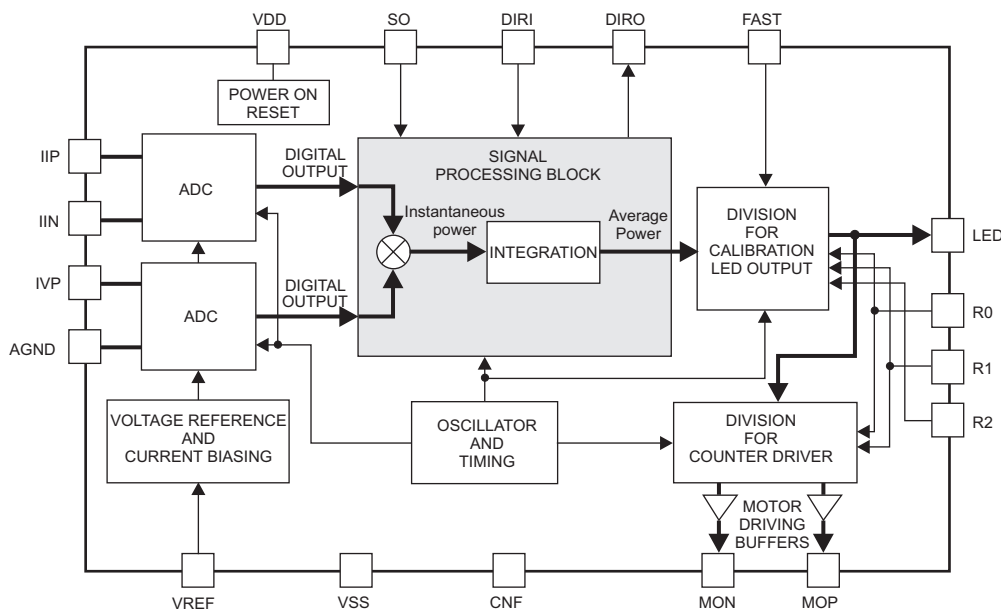 VDD
SO
DIRI
DIRO
FAST
POWER ON
RESET
IIP
IIN
IVP
AGND
ADC
ADC
DIGITAL
OUTPUT
DIGITAL
OUTPUT
SIGNAL
PROCESSING BLOCK
Instantaneous
power
INTEGRATION
Average
Power
DIVISION
FOR
CALIBRATION
LED OUTPUT
LED
R0
R1
R2
VOLTAGE REFERENCE
AND
CURRENT BIASING
OSCILLATOR
AND
TIMING
DIVISION
FOR
COUNTER DRIVER
MOTOR
DRIVING
BUFFERS
VREF
VSS
CNF
MON
MOP